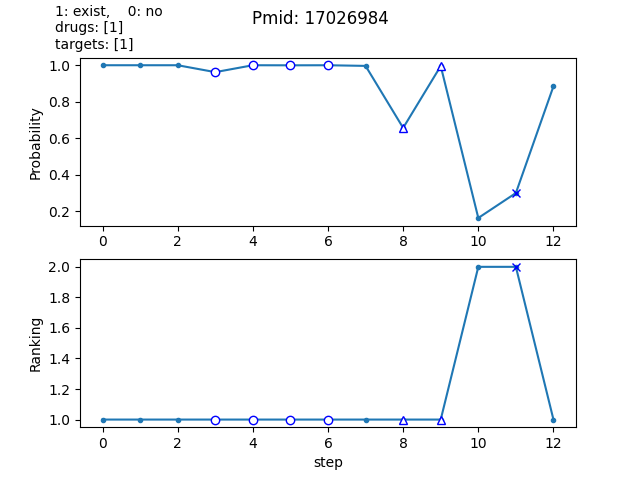 1: exist,    0: no
drugs: [1]
targets: [1]
Pmid: 17026984
Probability
1.0
0.8
0.6
0.4
0.2
0 2 4 6 8 10 12
Ranking
2.0
1.8
1.6
1.4
1.2
1.0
0 2 4 6 8 10 12
step